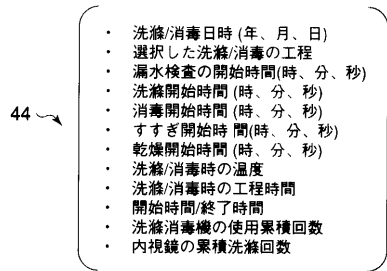 ・ 洗滌/消毒日時 (年、月、日)
・ 選択した洗滌/消毒の工程
・ 漏水検査の開始時間(時、分、秒)
・ 洗滌開始時間 (時、分、秒)
・ 消毒開始時間 (時、分、秒)
・ すすぎ開始時 間(時、分、秒)
・ 乾燥開始時間 (時、分、秒)
・ 洗滌/消毒時の温度
・ 洗滌/消毒時の工程時間
・ 開始時間/終了時間
・ 洗滌消毒機の使用累積回数
・ 内視鏡の累積洗滌回数
44